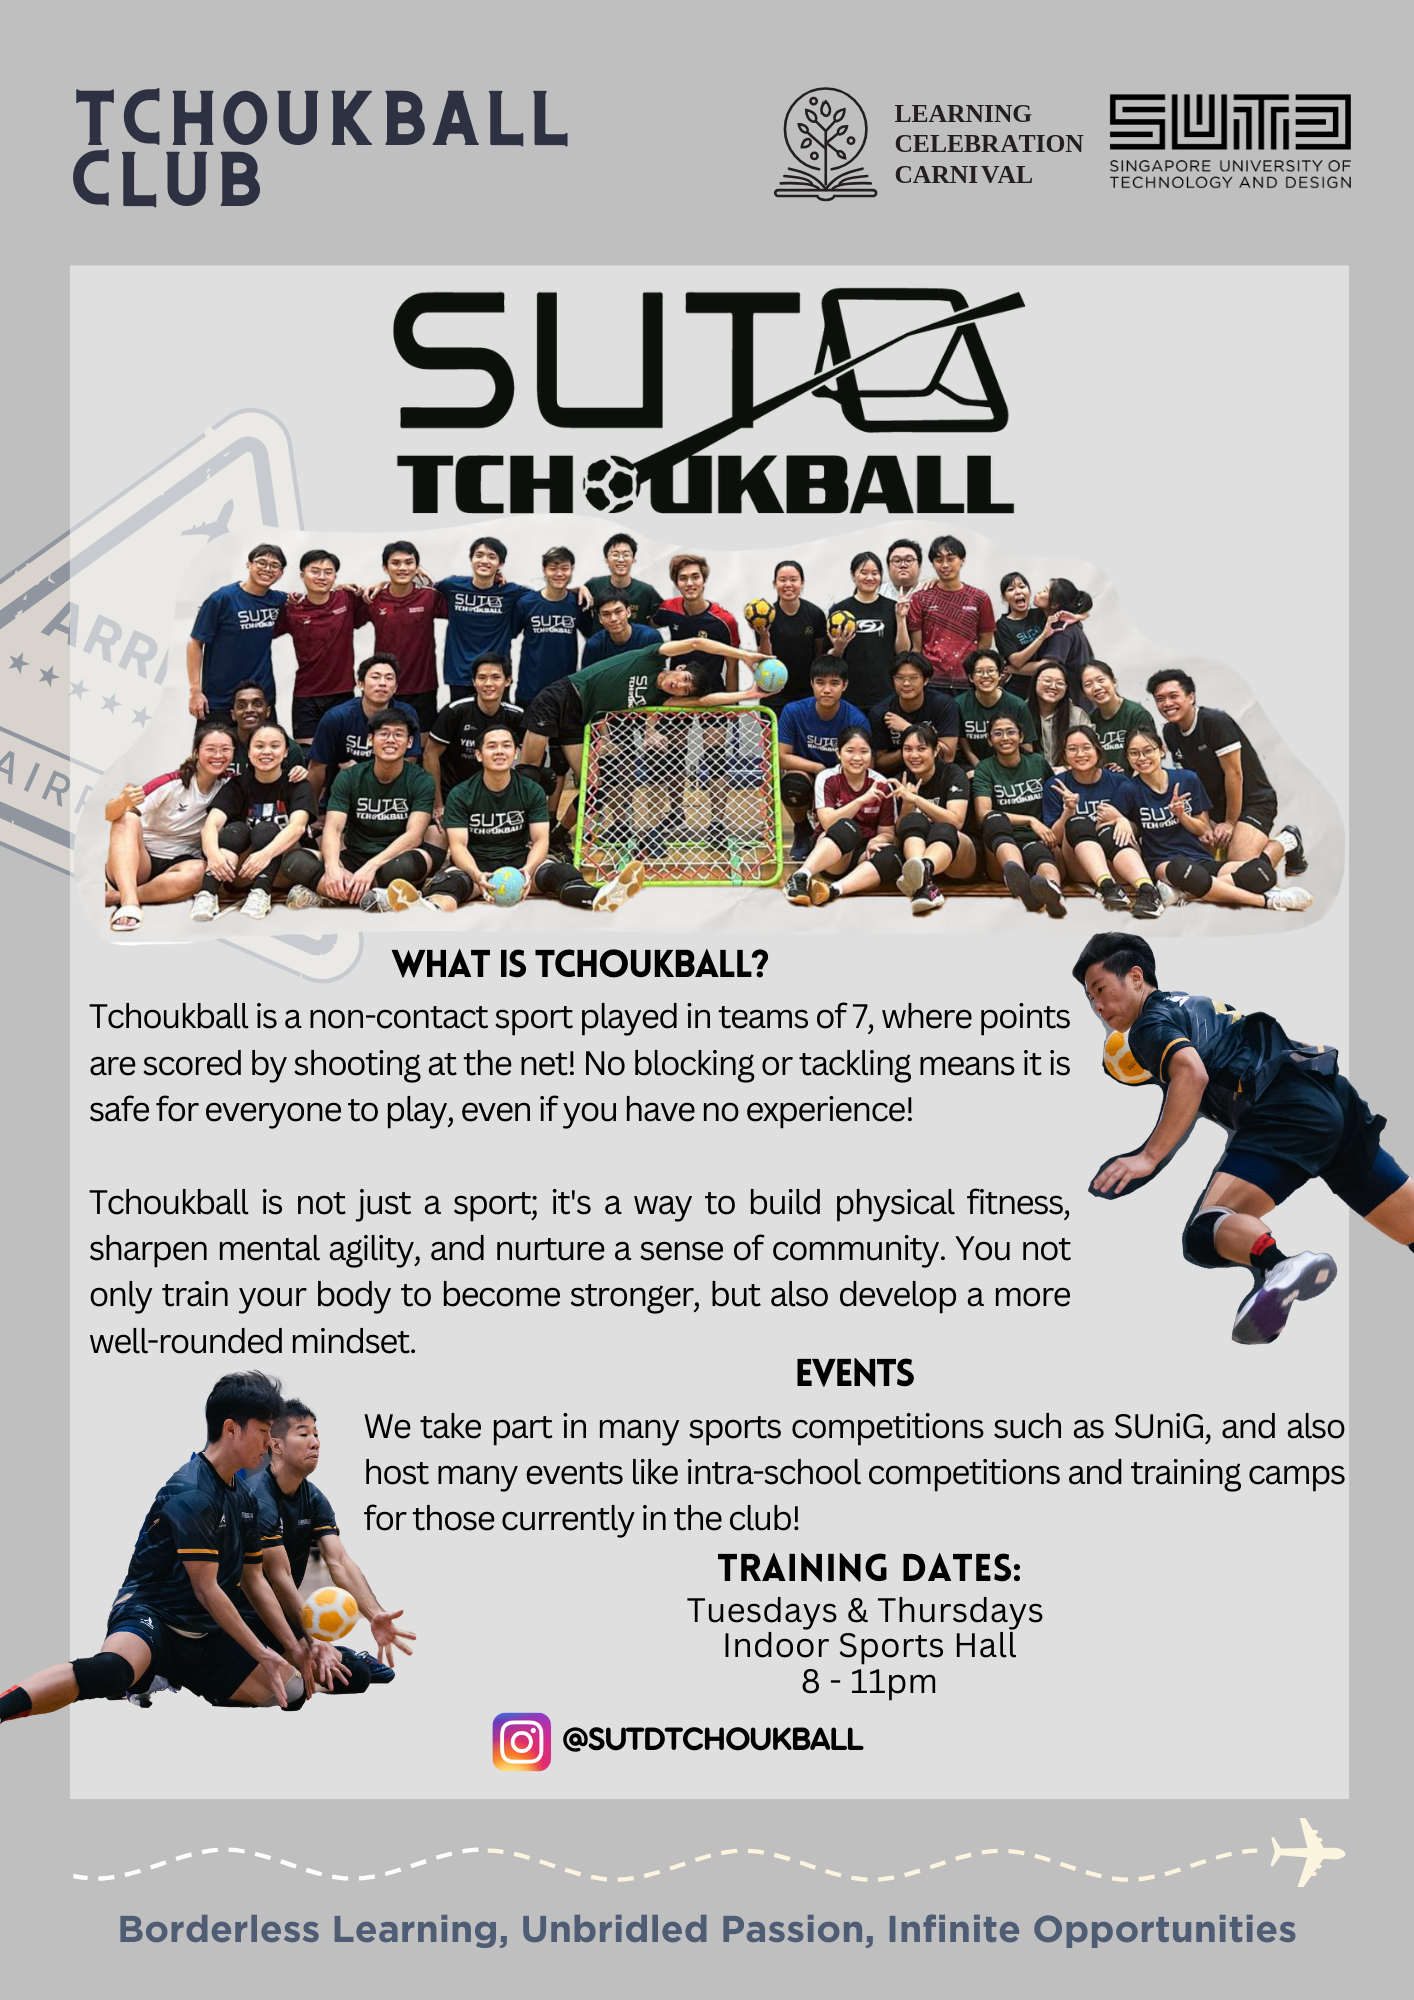 TCHOUKBALL
CLUB
LEARNING
CELEBRATION
CARNIVAL
SUTD
SINGAPORE UNIVERSITY OF
TECHNOLOGY AND DESIGN
SUTD
TCHOUKBALL
ARRI
AIRP
WHAT IS TCHOUKBALL?
Tchoukball is a non-contact sport played in teams of 7, where points
are scored by shooting at the net! No blocking or tackling means it is
safe for everyone to play, even if you have no experience!
Tchoukball is not just a sport; it's a way to build physical fitness,
sharpen mental agility, and nurture a sense of community. You not
only train your body to become stronger, but also develop a more
well-rounded mindset.
EVENTS
We take part in many sports competitions such as SUniG, and also
host many events like intra-school competitions and training camps
for those currently in the club!
TRAINING DATES:
Tuesdays & Thursdays
Indoor Sports Hall
8 - 11pm
@SUTDTCHOUKBALL
Borderless Learning, Unbridled Passion, Infinite Opportunities